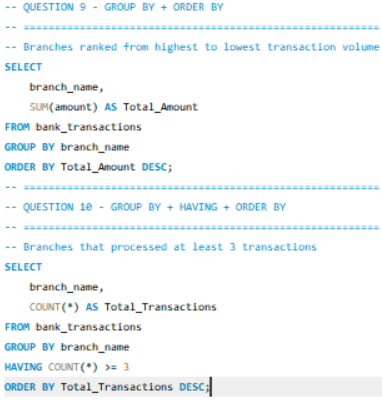 -- QUESTION 9 - GROUP BY + ORDER BY
-- =====================================================
-- Branches ranked from highest to lowest transaction volume
SELECT
    branch_name,
    SUM(amount) AS Total_Amount
FROM bank_transactions
GROUP BY branch_name
ORDER BY Total_Amount DESC;
-- =====================================================
-- QUESTION 10 - GROUP BY + HAVING + ORDER BY
-- =====================================================
-- Branches that processed at least 3 transactions
SELECT
    branch_name,
    COUNT(*) AS Total_Transactions
FROM bank_transactions
GROUP BY branch_name
HAVING COUNT(*) >= 3
ORDER BY Total_Transactions DESC;